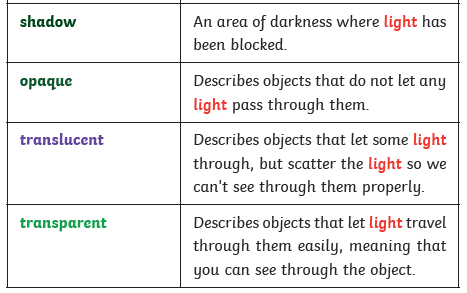 shadow
An area of darkness where light has
been blocked.
opaque
Describes objects that do not let any
light pass through them.
translucent
Describes objects that let some light
through, but scatter the light so we
can't see through them properly.
transparent
Describes objects that let light travel
through them easily, meaning that
you can see through the object.